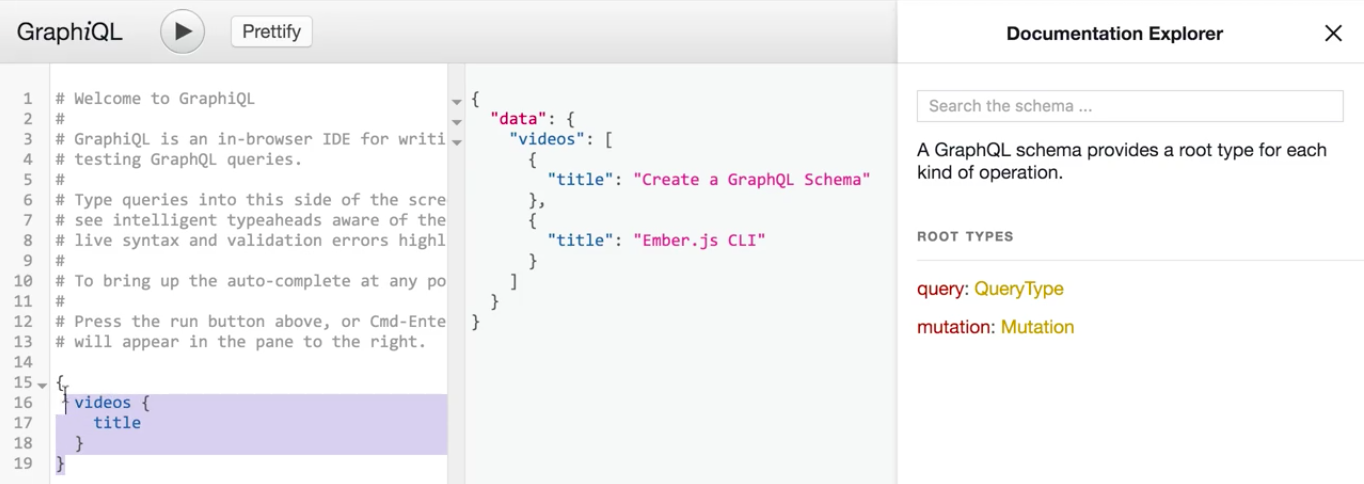 GraphiQL
Prettify
1 # Welcome to GraphiQL
2 #
3 # GraphiQL is an in-browser IDE for writi
4 # testing GraphQL queries.
5 #
6 # Type queries into this side of the scre
7 # see intelligent typeaheads aware of the
8 # live syntax and validation errors highl
9 #
10 # To bring up the auto-complete at any po
11 #
12 # Press the run button above, or Cmd-Ente
13 # will appear in the pane to the right.
14
15 {
16 videos {
17 title
18 }
19 }
{
"data": {
"videos": [
{
"title": "Create a GraphQL Schema"
},
{
"title": "Ember.js CLI"
}
]
}
}
Documentation Explorer
Search the schema ...
A GraphQL schema provides a root type for each
kind of operation.
ROOT TYPES
query: QueryType
mutation: Mutation